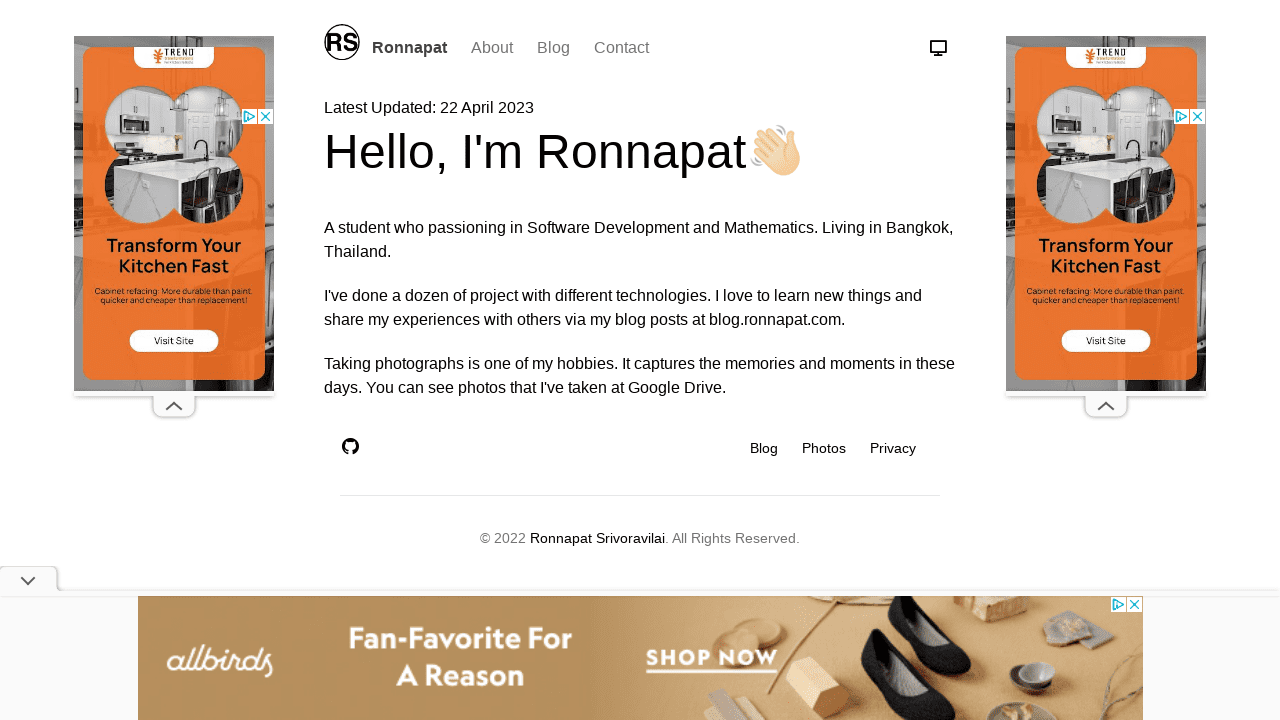 RS
Ronnapat
About
Blog
Contact
Latest Updated: 22 April 2023
Hello, I'm Ronnapat
A student who passioning in Software Development and Mathematics. Living in Bangkok,
Thailand.
I've done a dozen of project with different technologies. I love to learn new things and
share my experiences with others via my blog posts at blog.ronnapat.com.
Taking photographs is one of my hobbies. It captures the memories and moments in these
days. You can see photos that I've taken at Google Drive.
Blog
Photos
Privacy
© 2022 Ronnapat Srivoravilai. All Rights Reserved.
TREND
Transform Your
Kitchen Fast
Cabinet refacing: More durable than paint,
quicker and cheaper than replacement!
Visit Site
TREND
Transform Your
Kitchen Fast
Cabinet refacing: More durable than paint,
quicker and cheaper than replacement!
Visit Site
allbirds
Fan-Favorite For
A Reason
SHOP NOW